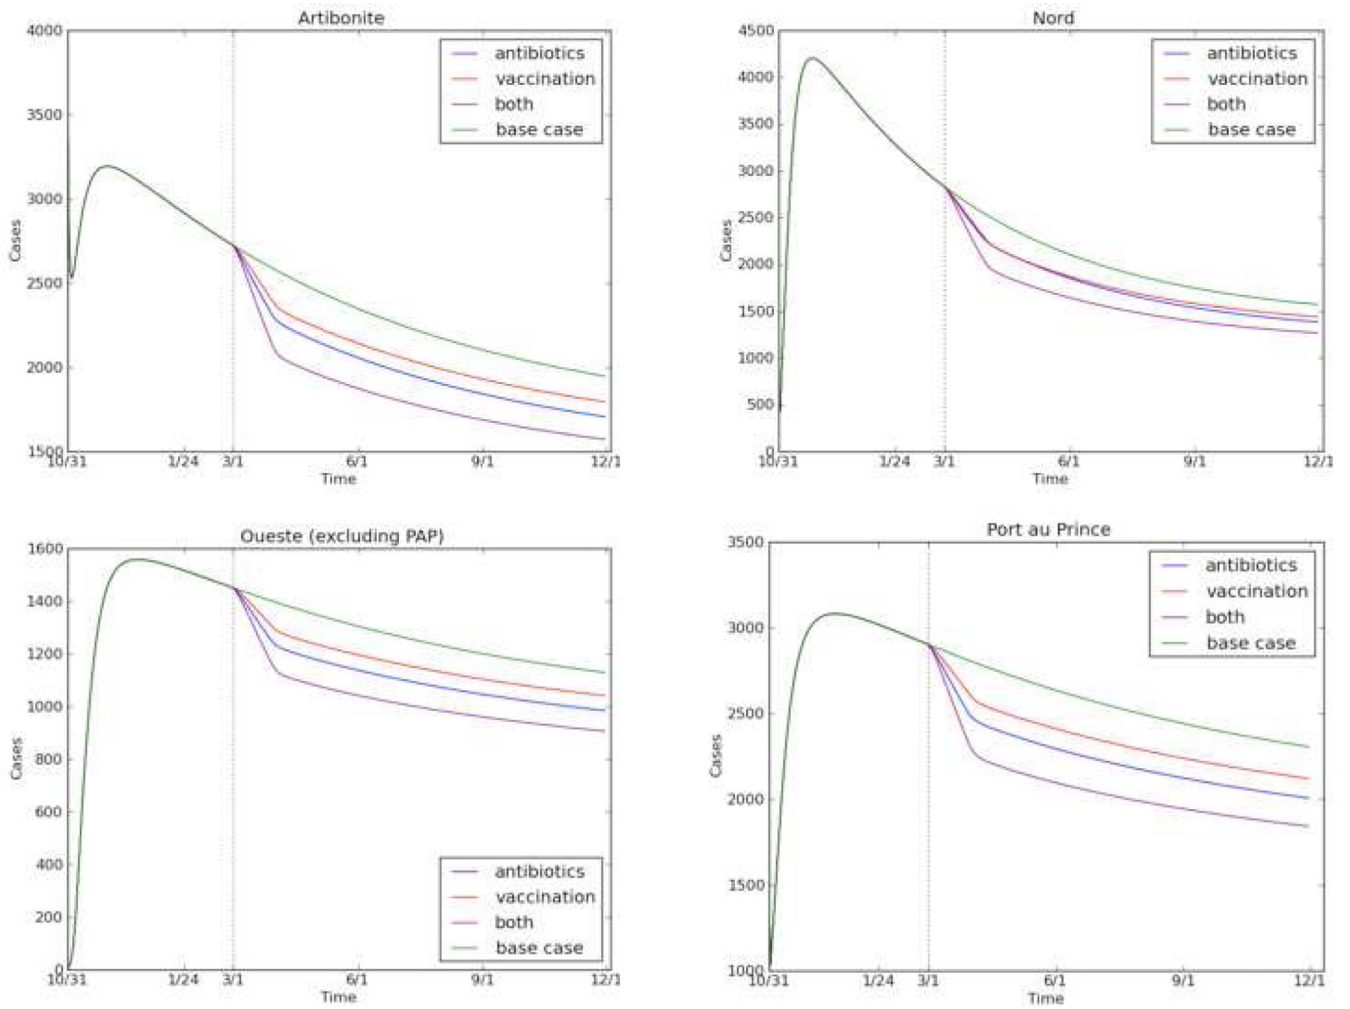 Artibonite
4000
3500
3000
2500
2000
1500
Cases
antibiotics
vaccination
both
base case
10/31 1/24 3/1 6/1 9/1 12/1
Time
Nord
4500
4000
3500
3000
2500
2000
1500
1000
500
0
Cases
antibiotics
vaccination
both
base case
10/31 1/24 3/1 6/1 9/1 12/1
Time
Oueste (excluding PAP)
1600
1400
1200
1000
800
600
400
200
0
Cases
antibiotics
vaccination
both
base case
10/31 1/24 3/1 6/1 9/1 12/1
Time
Port au Prince
3500
3000
2500
2000
1500
1000
Cases
antibiotics
vaccination
both
base case
10/31 1/24 3/1 6/1 9/1 12/1
Time